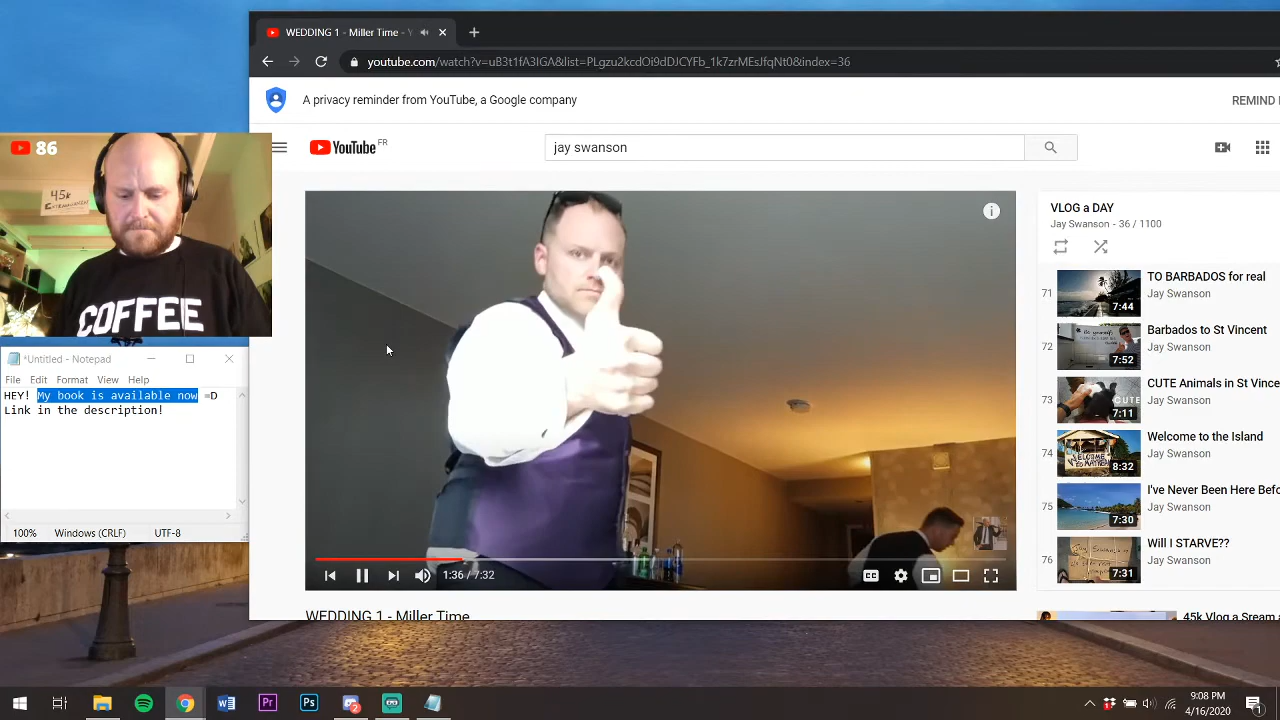 WEDDING 1 - Miller Time - Y
youtube.com/watch?v=uB3t1fA3IGA&list=PLgzu2kcdOi9dDJCYFb_1k7zrMEsJfqNt0&index=36
A privacy reminder from YouTube, a Google company
REMIND
YouTube FR
jay swanson
86
45k
COFFEE
*Untitled - Notepad
File Edit Format View Help
HEY! My book is available now =D
Link in the description!
100% Windows (CRLF) UTF-8
1:36 / 7:32
WEDDING 1 - Miller Time
VLOG a DAY
Jay Swanson - 36 / 1100
71
7:44
TO BARBADOS for real
Jay Swanson
72
7:52
Barbados to St Vincent
Jay Swanson
73
CUTE
7:11
CUTE Animals in St Vince
Jay Swanson
74
8:32
Welcome to the Island
Jay Swanson
75
7:30
I've Never Been Here Befo
Jay Swanson
76
7:31
Will I STARVE??
Jay Swanson
45k Vlog a Sream a
9:08 PM
4/16/2020